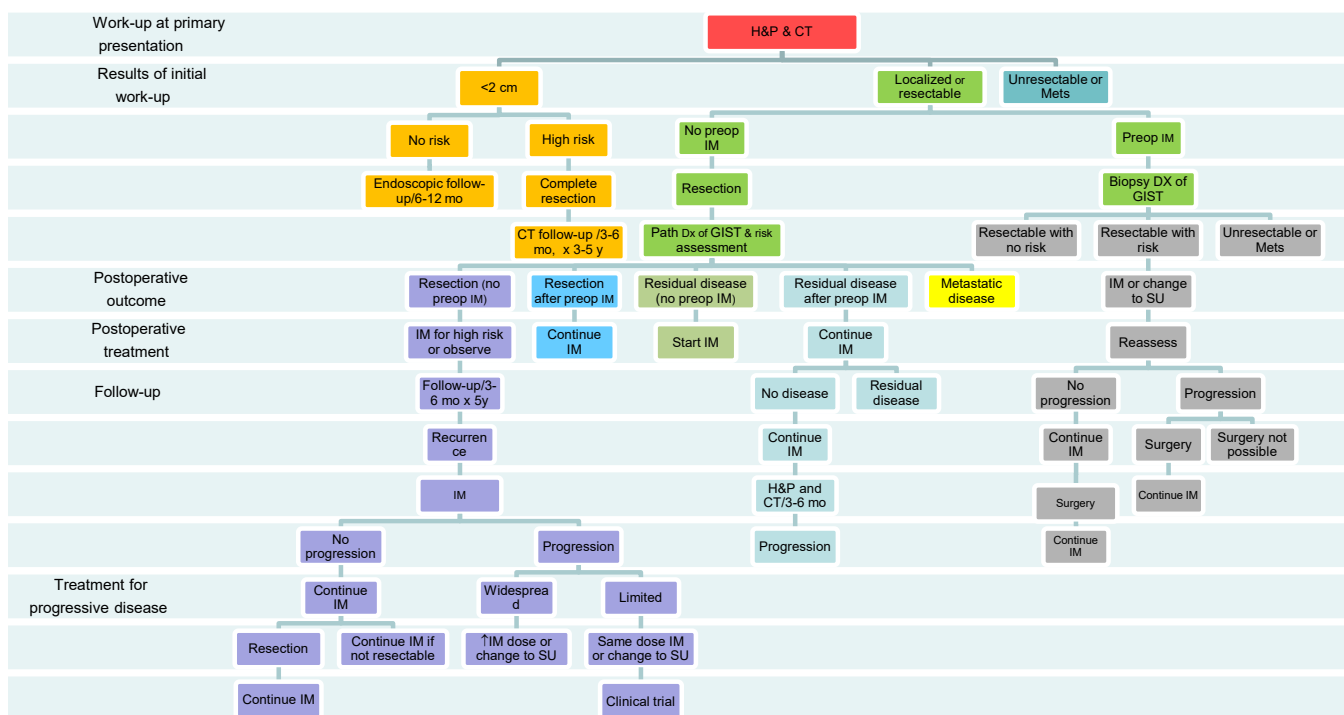 Work-up at primary
presentation
H&P & CT
Results of initial
work-up
<2 cm
Localized or
resectable
Unresectable or
Mets
No risk
High risk
No preop
IM
Preop IM
Endoscopic follow-
up/6-12 mo
Complete
resection
Resection
Biopsy DX of
GIST
CT follow-up /3-6
mo, x 3-5 y
Path Dx of GIST & risk
assessment
Resectable with
no risk
Resectable with
risk
Unresectable or
Mets
Postoperative
outcome
Resection (no
preop IM)
Resection
after preop IM
Residual disease
(no preop IM)
Residual disease
after preop IM
Metastatic
disease
IM or change
to SU
Postoperative
treatment
IM for high risk
or observe
Continue
IM
Start IM
Continue
IM
Reassess
Follow-up
Follow-up/3-
6 mo x 5y
No disease
Residual
disease
No
progression
Progression
Recurren
ce
Continue
IM
Continue
IM
Surgery
Surgery not
possible
IM
H&P and
CT/3-6 mo
Surgery
Continue IM
No
progression
Progression
Progression
Continue
IM
Treatment for
progressive disease
Continue
IM
Widesprea
d
Limited
Resection
Continue IM if
not resectable
↑IM dose or
change to SU
Same dose IM
or change to SU
Continue IM
Clinical trial